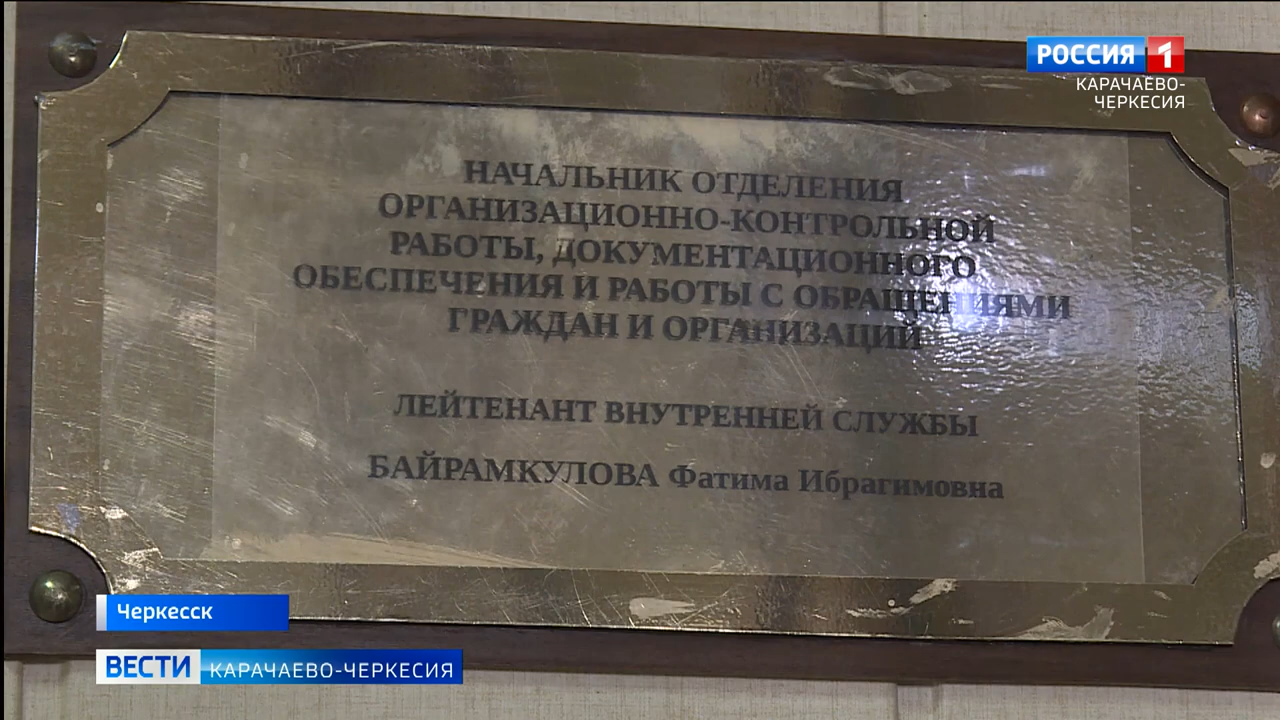 РОССИЯ 1
КАРАЧАЕВО-
ЧЕРКЕСИЯ
НАЧАЛЬНИК ОТДЕЛЕНИЯ
ОРГАНИЗАЦИОННО-КОНТРОЛЬНОЙ
РАБОТЫ, ДОКУМЕНТАЦИОННОГО
ОБЕСПЕЧЕНИЯ И РАБОТЫ С ОБРАЩЕНИЯМИ
ГРАЖДАН И ОРГАНИЗАЦИЙ
ЛЕЙТЕНАНТ ВНУТРЕННЕЙ СЛУЖБЫ
БАЙРАМКУЛОВА Фатима Ибрагимовна
Черкесск
ВЕСТИ КАРАЧАЕВО-ЧЕРКЕСИЯ